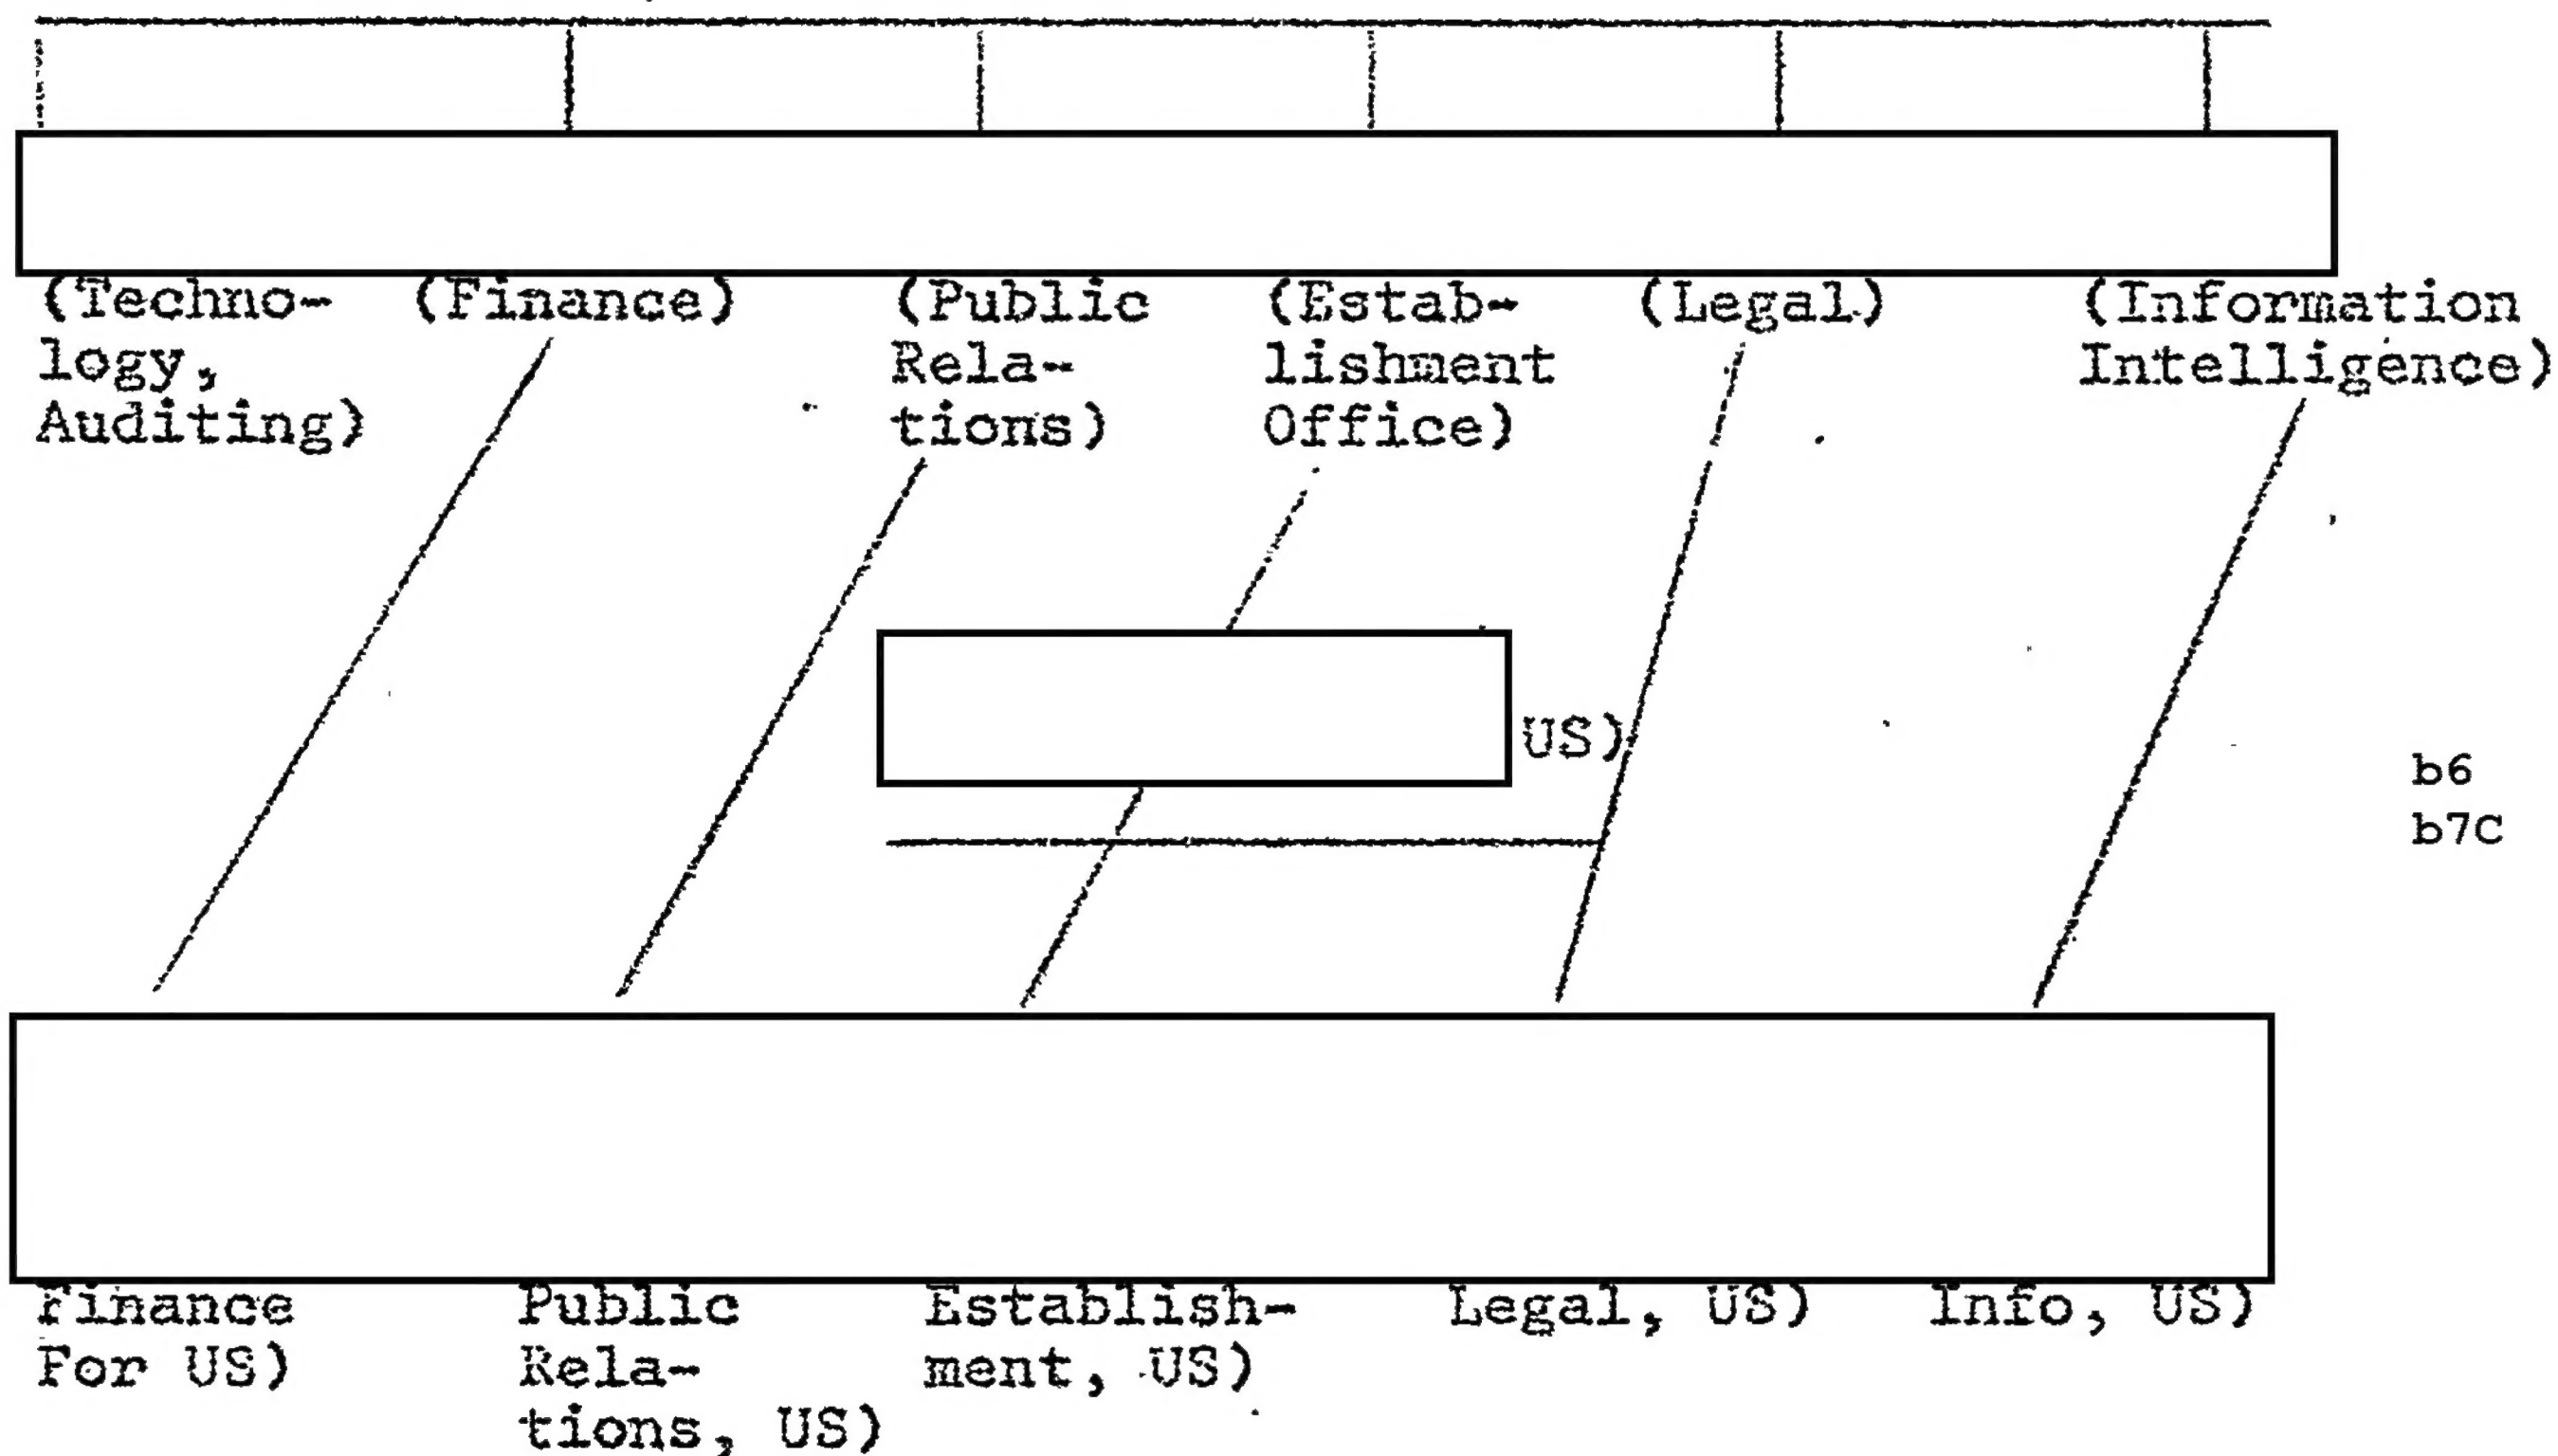 (Techno- (Finance) (Public (Estab- (Legal) (Information
logy, Rela- lishment Intelligence)
Auditing) tions) Office)
US)
b6
b7C
Finance Public Establish- Legal, US) Info, US)
For US) Rela- ment, US)
tions, US)